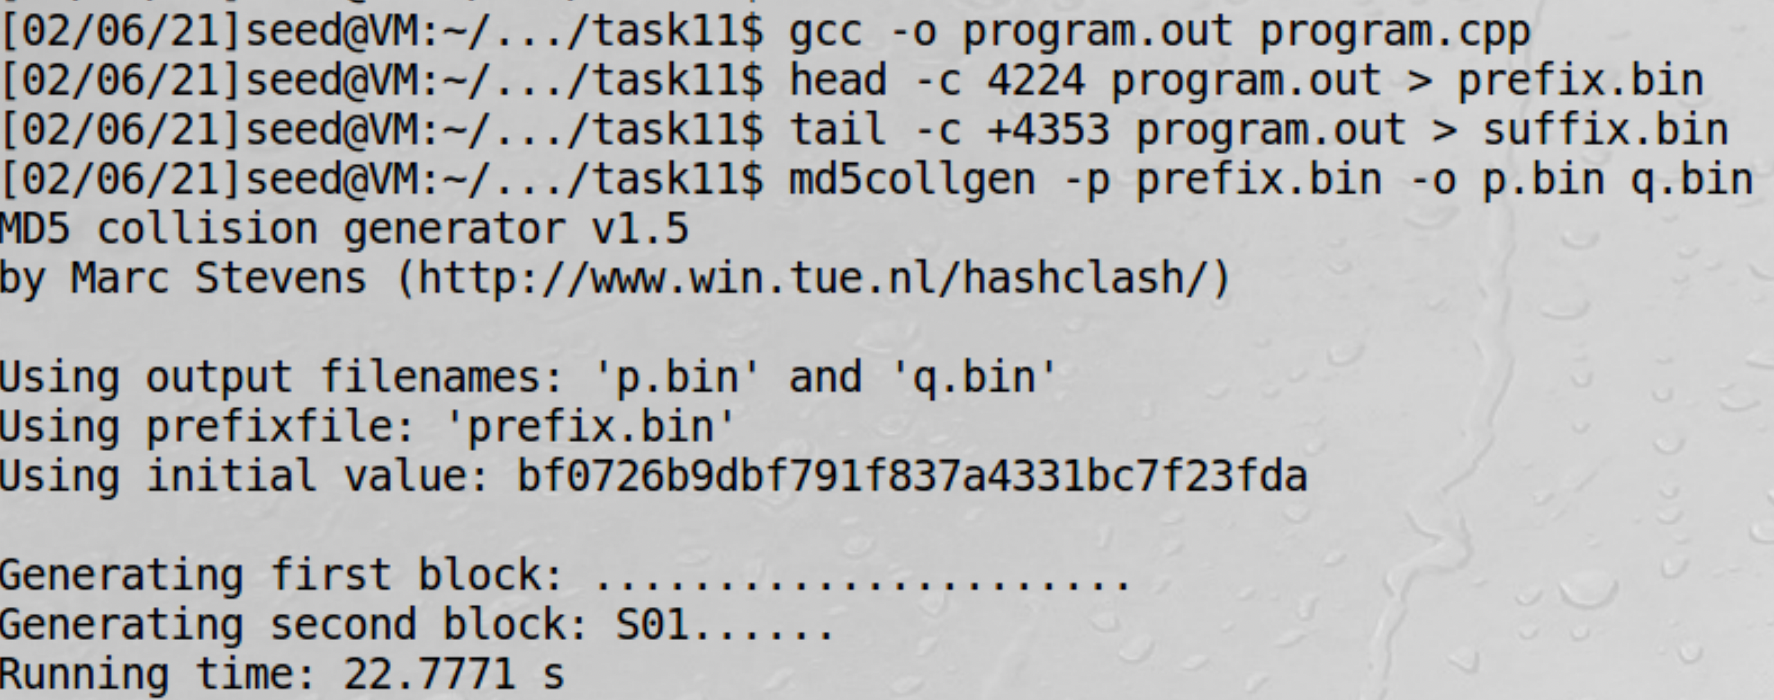 [02/06/21]seed@VM:~/.../task11$ gcc -o program.out program.cpp
[02/06/21]seed@VM:~/.../task11$ head -c 4224 program.out > prefix.bin
[02/06/21]seed@VM:~/.../task11$ tail -c +4353 program.out > suffix.bin
[02/06/21]seed@VM:~/.../task11$ md5collgen -p prefix.bin -o p.bin q.bin
MD5 collision generator v1.5
by Marc Stevens (http://www.win.tue.nl/hashclash/)

Using output filenames: 'p.bin' and 'q.bin'
Using prefixfile: 'prefix.bin'
Using initial value: bf0726b9dbf791f837a4331bc7f23fda

Generating first block: ......................
Generating second block: S01......
Running time: 22.7771 s